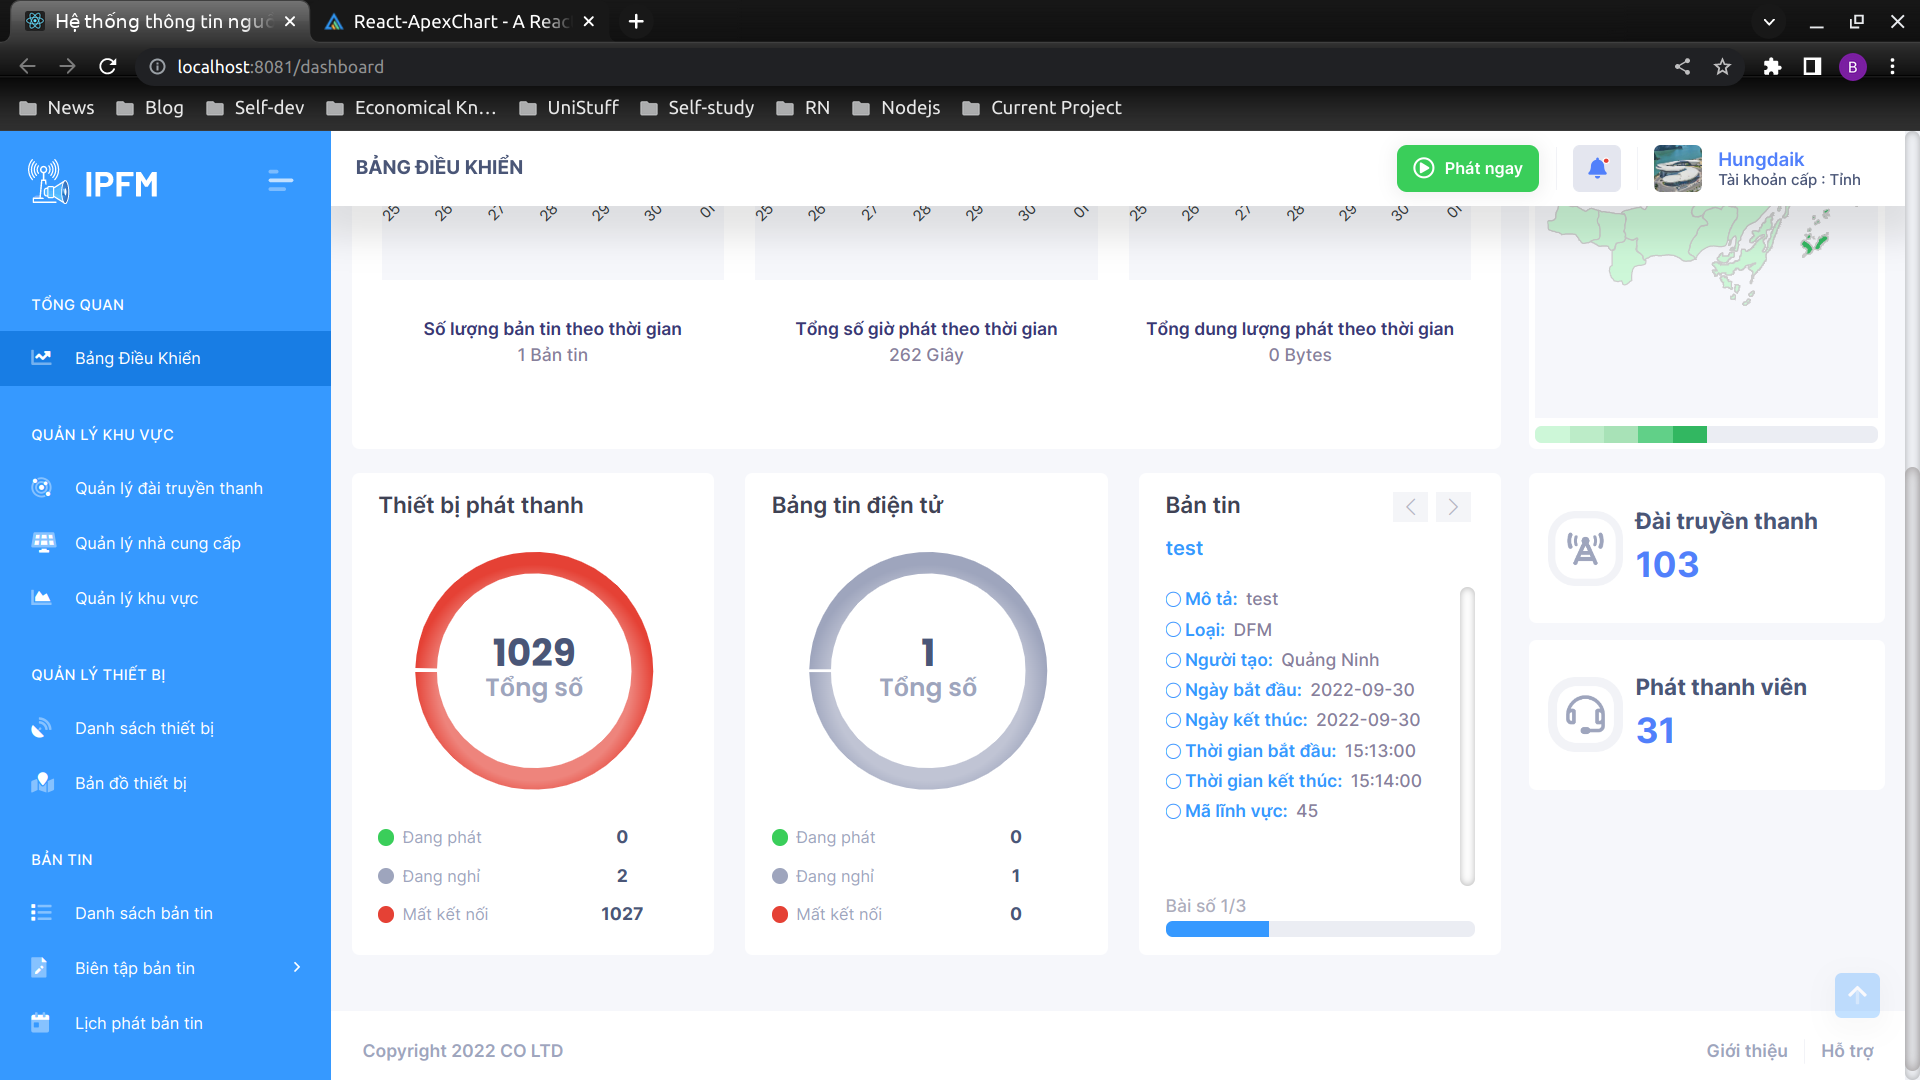 Hệ thống thông tin nguồ
React-ApexChart - A Reac
localhost:8081/dashboard
B
News
Blog
Self-dev
Economical Kn...
UniStuff
Self-study
RN
Nodejs
Current Project
IPFM
BẢNG ĐIỀU KHIỂN
Phát ngay
Hungdaik
Tài khoản cấp : Tỉnh
TỔNG QUAN
Bảng Điều Khiển
QUẢN LÝ KHU VỰC
Quản lý đài truyền thanh
Quản lý nhà cung cấp
Quản lý khu vực
QUẢN LÝ THIẾT BỊ
Danh sách thiết bị
Bản đồ thiết bị
BẢN TIN
Danh sách bản tin
Biên tập bản tin
Lịch phát bản tin
25 26 27 28 29 30 01
25 26 27 28 29 30 01
25 26 27 28 29 30 01
Số lượng bản tin theo thời gian
1 Bản tin
Tổng số giờ phát theo thời gian
262 Giây
Tổng dung lượng phát theo thời gian
0 Bytes
Thiết bị phát thanh
1029
Tổng số
Đang phát 0
Đang nghỉ 2
Mất kết nối 1027
Bảng tin điện tử
1
Tổng số
Đang phát 0
Đang nghỉ 1
Mất kết nối 0
Bản tin
test
Mô tả: test
Loại: DFM
Người tạo: Quảng Ninh
Ngày bắt đầu: 2022-09-30
Ngày kết thúc: 2022-09-30
Thời gian bắt đầu: 15:13:00
Thời gian kết thúc: 15:14:00
Mã lĩnh vực: 45
Bài số 1/3
Đài truyền thanh
103
Phát thanh viên
31
Copyright 2022 CO LTD
Giới thiệu
Hỗ trợ